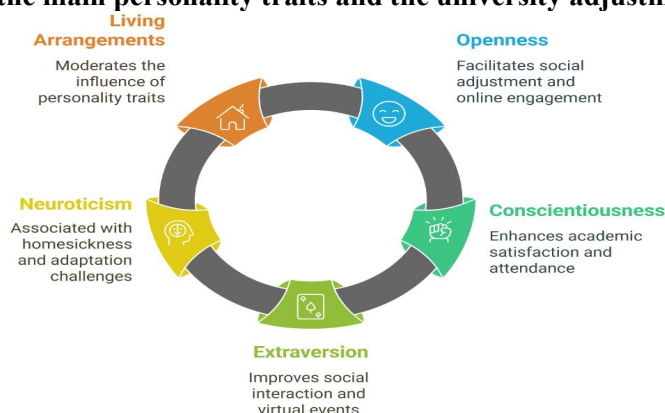 the main personality traits and the university adjustm
Living
Arrangements
Moderates the
influence of
personality traits
Openness
Facilitates social
adjustment and
online engagement
Neuroticism
Associated with
homesickness
and adaptation
challenges
Conscientiousness
Enhances academic
satisfaction and
attendance
Extraversion
Improves social
interaction and
virtual events